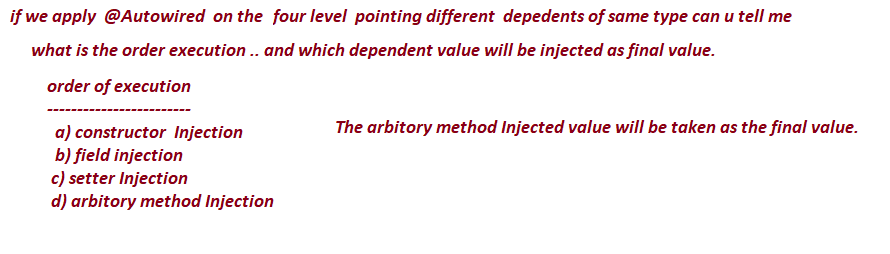 if we apply @Autowired on the four level pointing different depedents of same type can u tell me
what is the order execution .. and which dependent value will be injected as final value.
order of execution
------------------------
a) constructor Injection
The arbitory method Injected value will be taken as the final value.
b) field injection
c) setter Injection
d) arbitory method Injection